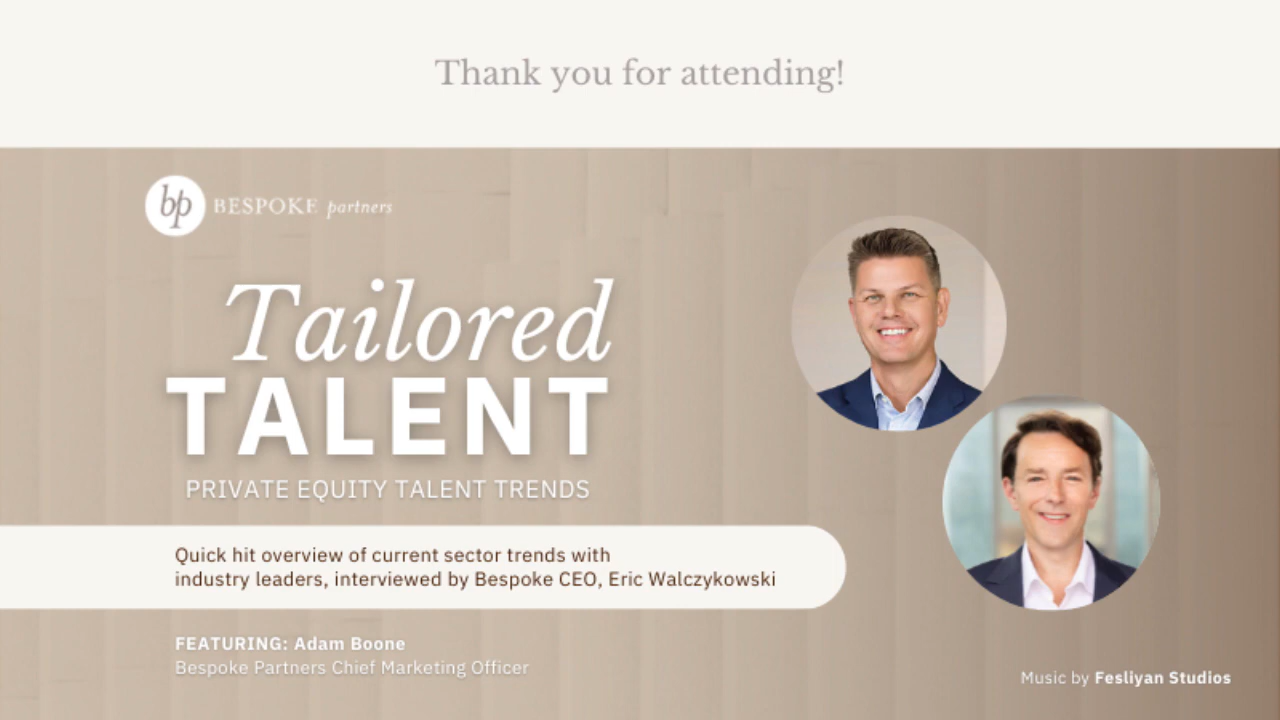 Thank you for attending!
bp BESPOKE partners
Tailored
TALENT
PRIVATE EQUITY TALENT TRENDS
Quick hit overview of current sector trends with
industry leaders, interviewed by Bespoke CEO, Eric Walczykowski
FEATURING: Adam Boone
Bespoke Partners Chief Marketing Officer
Music by Fesliyan Studios